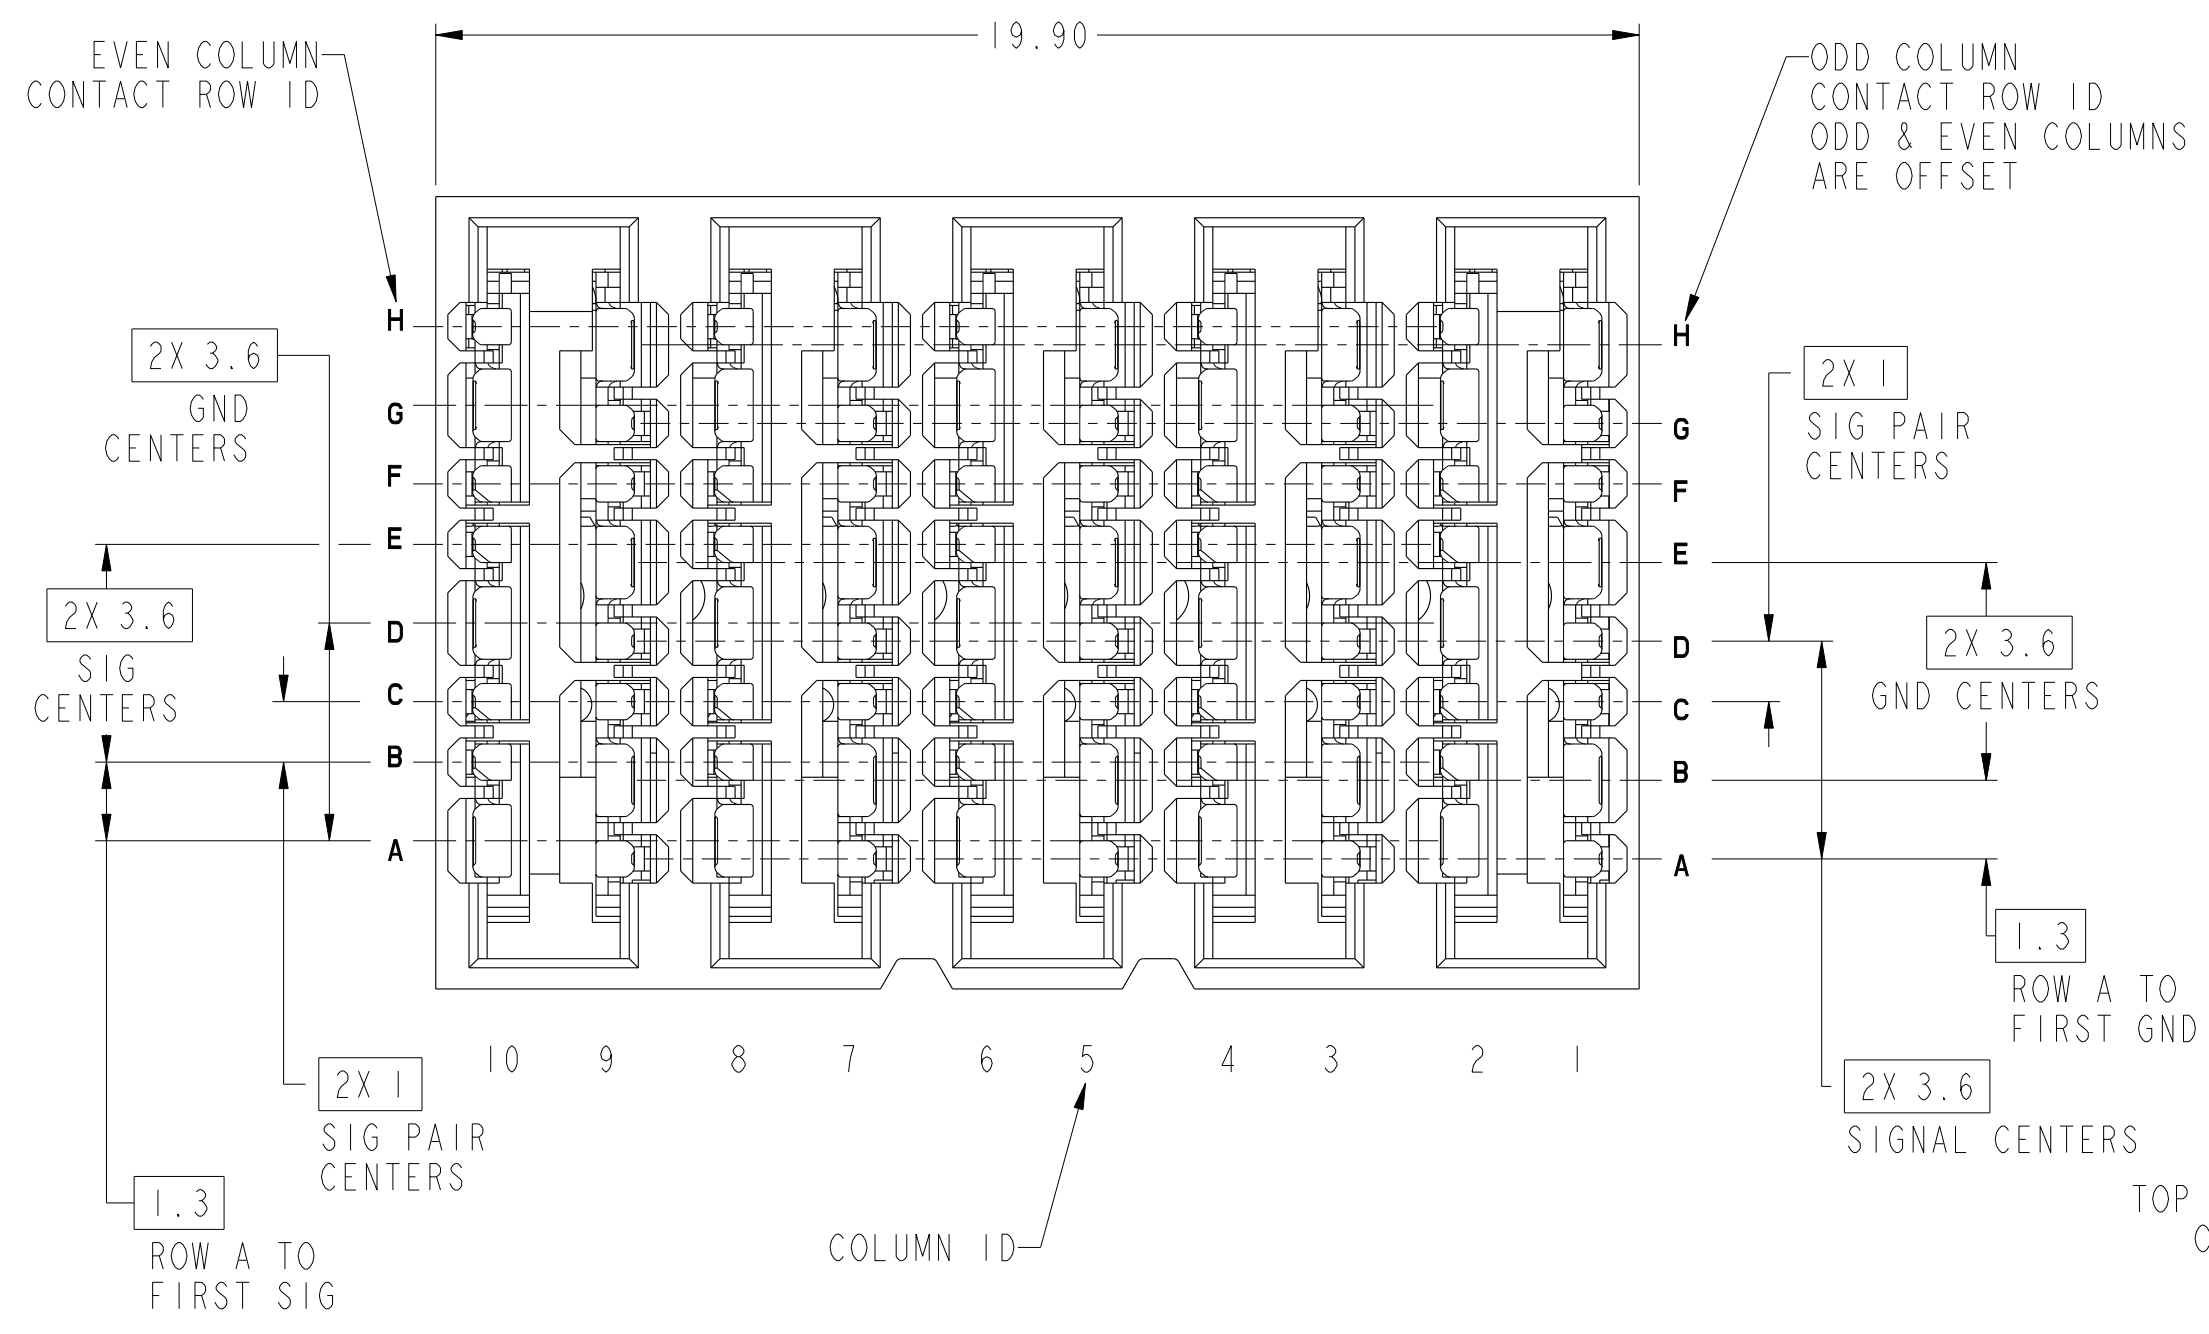 19.90
EVEN COLUMN
CONTACT ROW ID
ODD COLUMN
CONTACT ROW ID
ODD & EVEN COLUMNS
ARE OFFSET
H
G
F
E
D
C
B
A
H
G
F
E
D
C
B
A
2X 3.6
GND
CENTERS
2X 3.6
SIG
CENTERS
2X 1
SIG PAIR
CENTERS
2X 3.6
GND CENTERS
1.3
ROW A TO
FIRST GND
2X 3.6
SIGNAL CENTERS
10 9 8 7 6 5 4 3 2 1
2X 1
SIG PAIR
CENTERS
1.3
ROW A TO
FIRST SIG
COLUMN ID
TOP
C